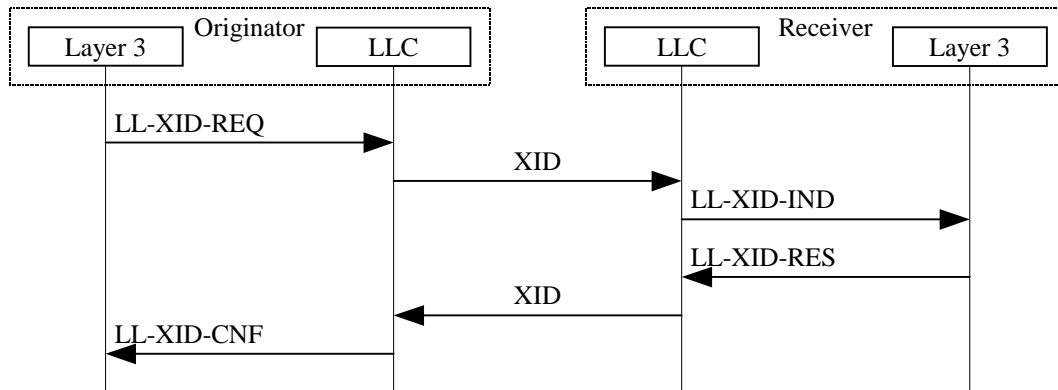 Originator
Receiver
Layer 3
LLC
LLC
Layer 3
LL-XID-REQ
XID
LL-XID-IND
LL-XID-RES
XID
LL-XID-CNF